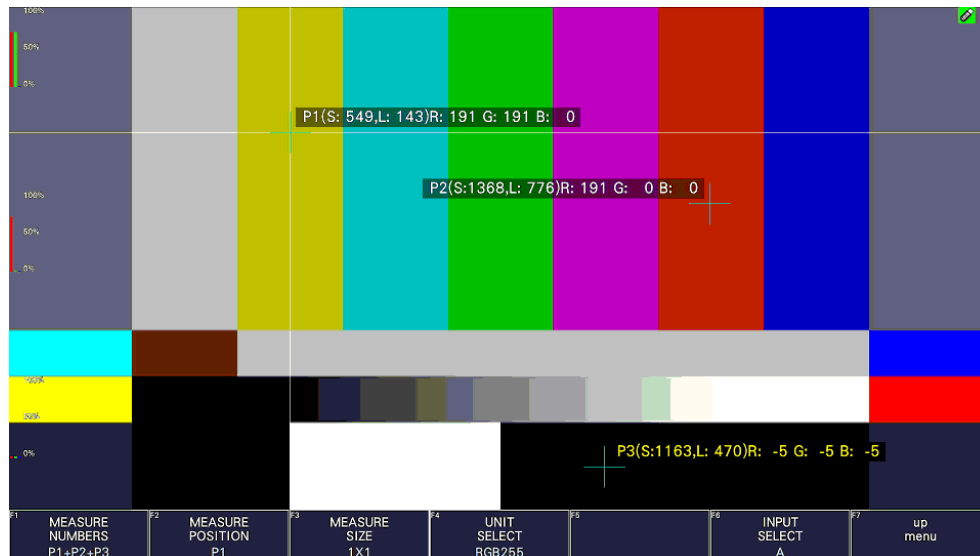 100%
50%
0%
P1(S: 549,L: 143)R: 191 G: 191 B: 0
P2(S:1368,L: 776)R: 191 G: 0 B: 0
100%
50%
0%
0%
P3(S:1163,L: 470)R: -5 G: -5 B: -5
F1 MEASURE NUMBERS P1+P2+P3
F2 MEASURE POSITION P1
F3 MEASURE SIZE 1X1
F4 UNIT SELECT RGB255
F5
F6 INPUT SELECT A
F7 up menu